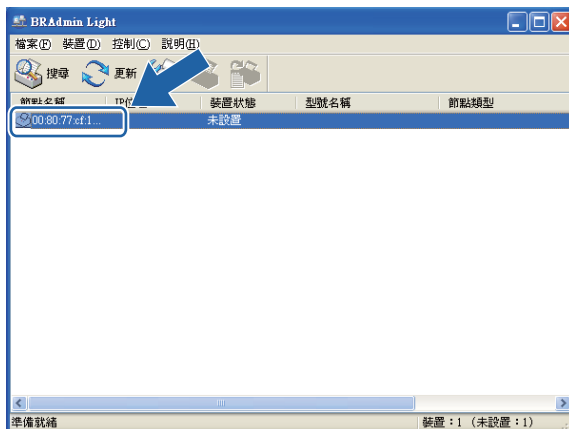 BRAdmin Light
檔案(F) 裝置(D) 控制(C) 說明(H)
搜尋 更新
節點名稱 裝置狀態 型號名稱 節點類型
00:80:77:cf:1... 未設置
準備就緒 裝置：1 （未設置：1）